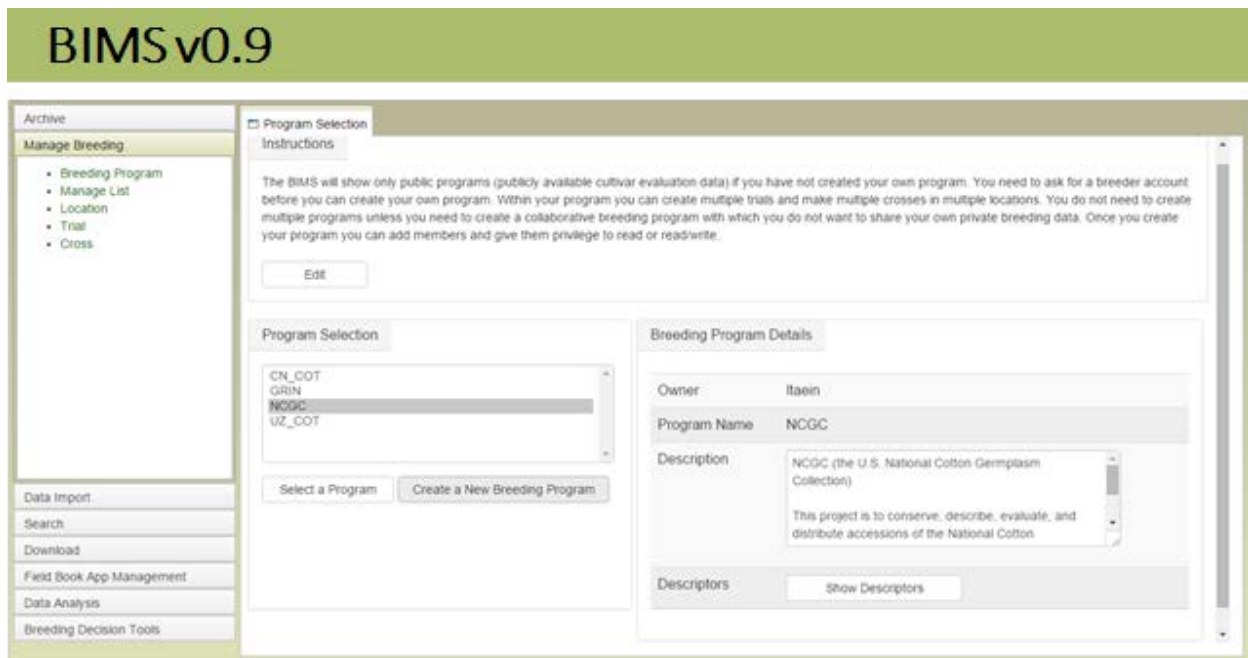 BIMS v0.9
Archive
Manage Breeding
Breeding Program
Manage List
Location
Trial
Cross
Data Import
Search
Download
Field Book App Management
Data Analysis
Breeding Decision Tools
Program Selection
Instructions
The BIMS will show only public programs (publicly available cultivar evaluation data) if you have not created your own program. You need to ask for a breeder account
before you can create your own program. Within your program you can create multiple trials and make multiple crosses in multiple locations. You do not need to create
multiple programs unless you need to create a collaborative breeding program with which you do not want to share your own private breeding data. Once you create
your program you can add members and give them privilege to read or read/write.
Edit
Program Selection
CN_COT
GRIN
NCGC
UZ_COT
Select a Program
Create a New Breeding Program
Breeding Program Details
Owner ltaein
Program Name NCGC
Description
NCGC (the U.S. National Cotton Germplasm
Collection)
This project is to conserve, describe, evaluate, and
distribute accessions of the National Cotton
Descriptors
Show Descriptors